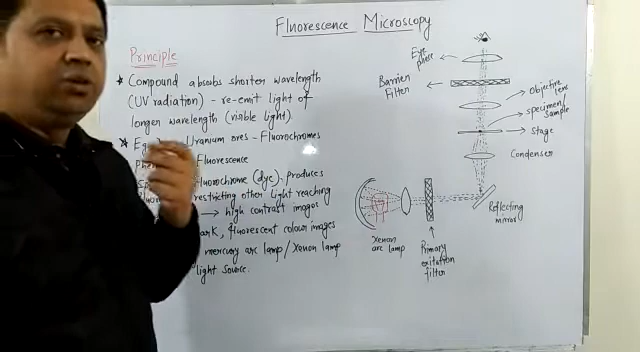 Fluorescence Microscopy
Principle
★ Compound absorbs shorter wavelength
(UV radiation) - re-emit light of
longer wavelength (visible light).
★ Eg Uranium ores - Fluorochromes
Fluorescence
Fluorochrome (dye). produces
restricting other light reaching
→ high contrast images
dark, fluorescent colour images
mercury arc lamp/xenon lamp
light source.
Eye
piece
Barrier
Filter
Objective
lens
specimen/
Sample
Stage
Condenser
Reflecting
mirror
Xenon
arc lamp
Primary
exitation
filter